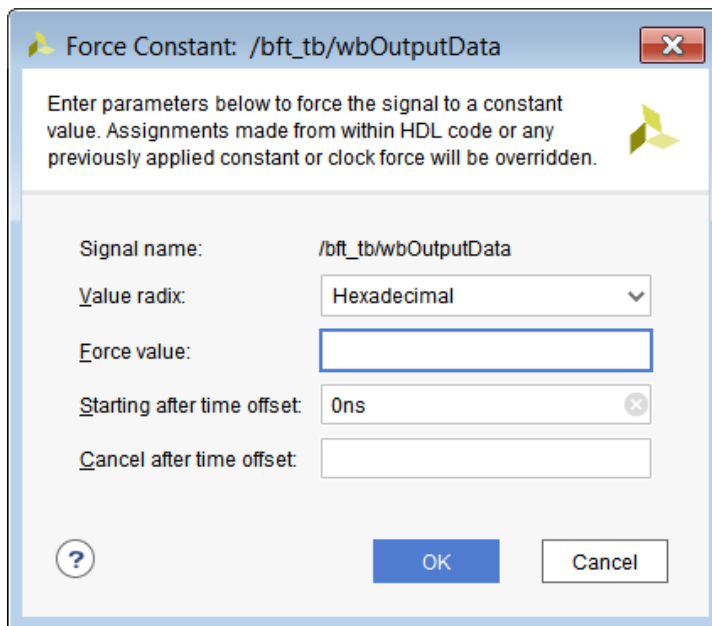 Force Constant: /bft_tb/wbOutputData
Enter parameters below to force the signal to a constant
value. Assignments made from within HDL code or any
previously applied constant or clock force will be overridden.
Signal name: /bft_tb/wbOutputData
Value radix: Hexadecimal
Force value:
Starting after time offset: 0ns
Cancel after time offset:
? OK Cancel